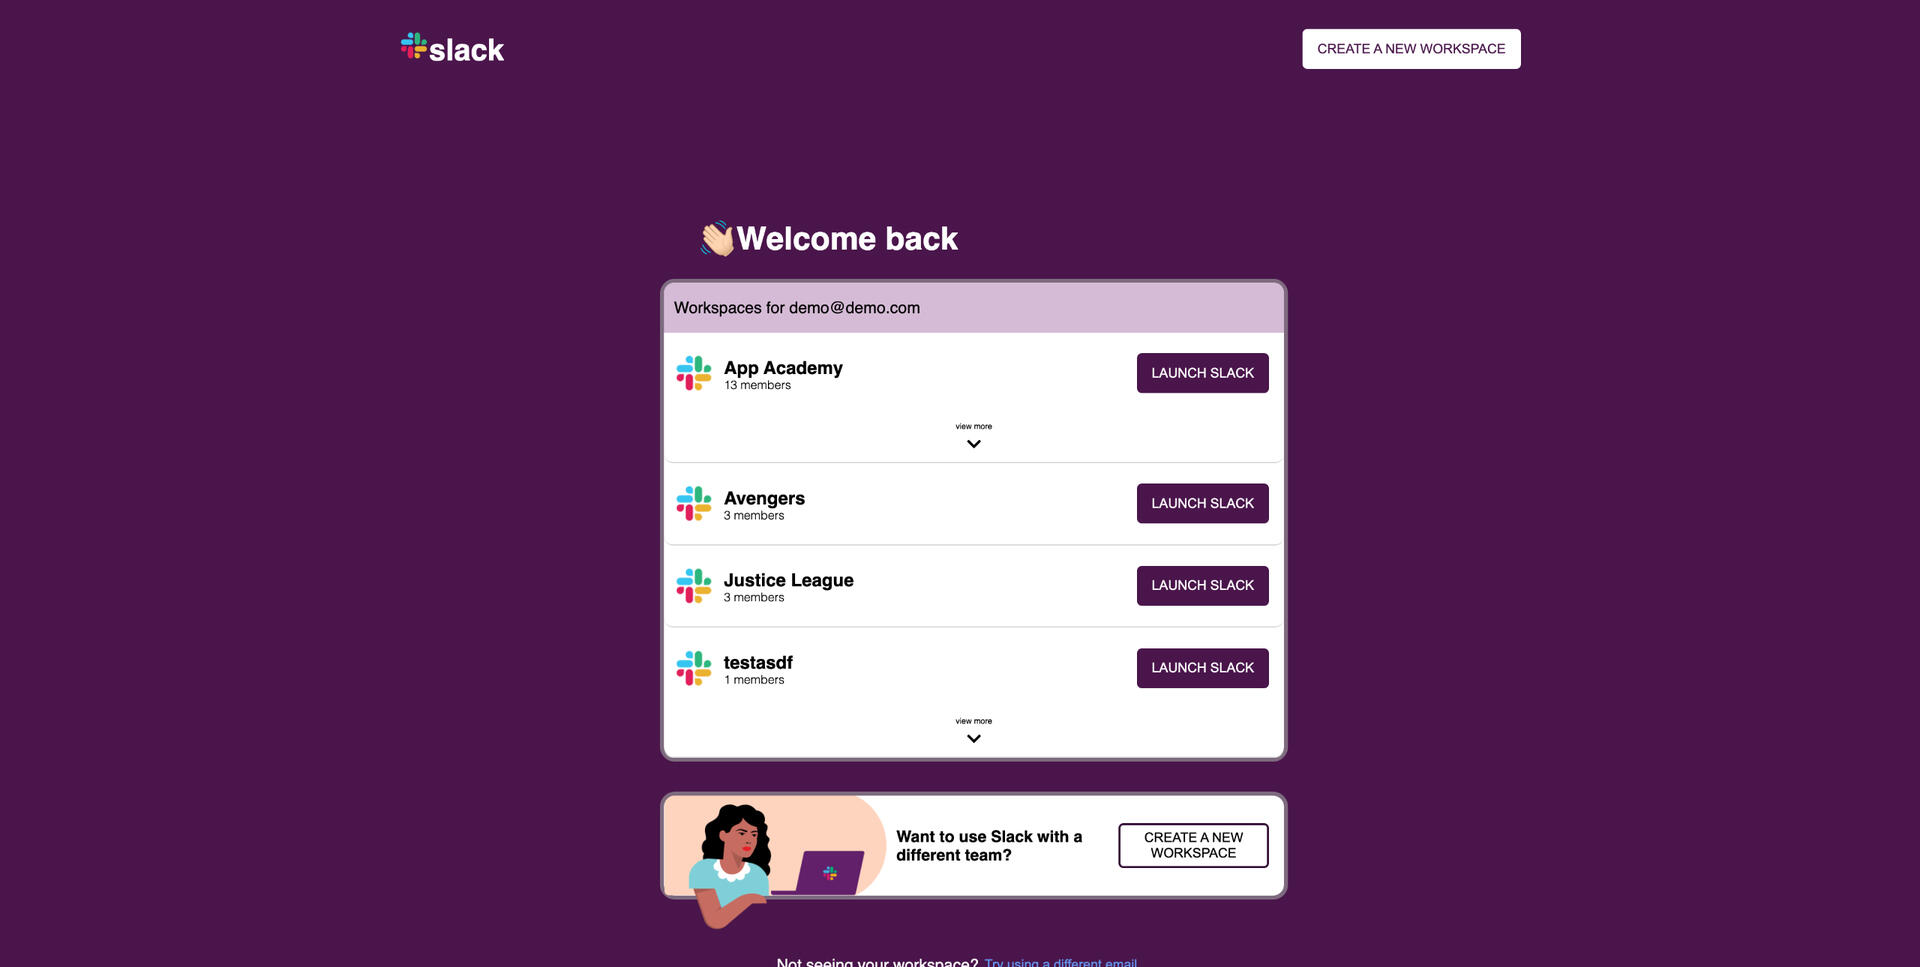 slack
CREATE A NEW WORKSPACE
Welcome back
Workspaces for demo@demo.com
App Academy
13 members
LAUNCH SLACK
view more
Avengers
3 members
LAUNCH SLACK
Justice League
3 members
LAUNCH SLACK
testasdf
1 members
LAUNCH SLACK
view more
Want to use Slack with a
different team?
CREATE A NEW
WORKSPACE
Not seeing your workspace? Try using a different email